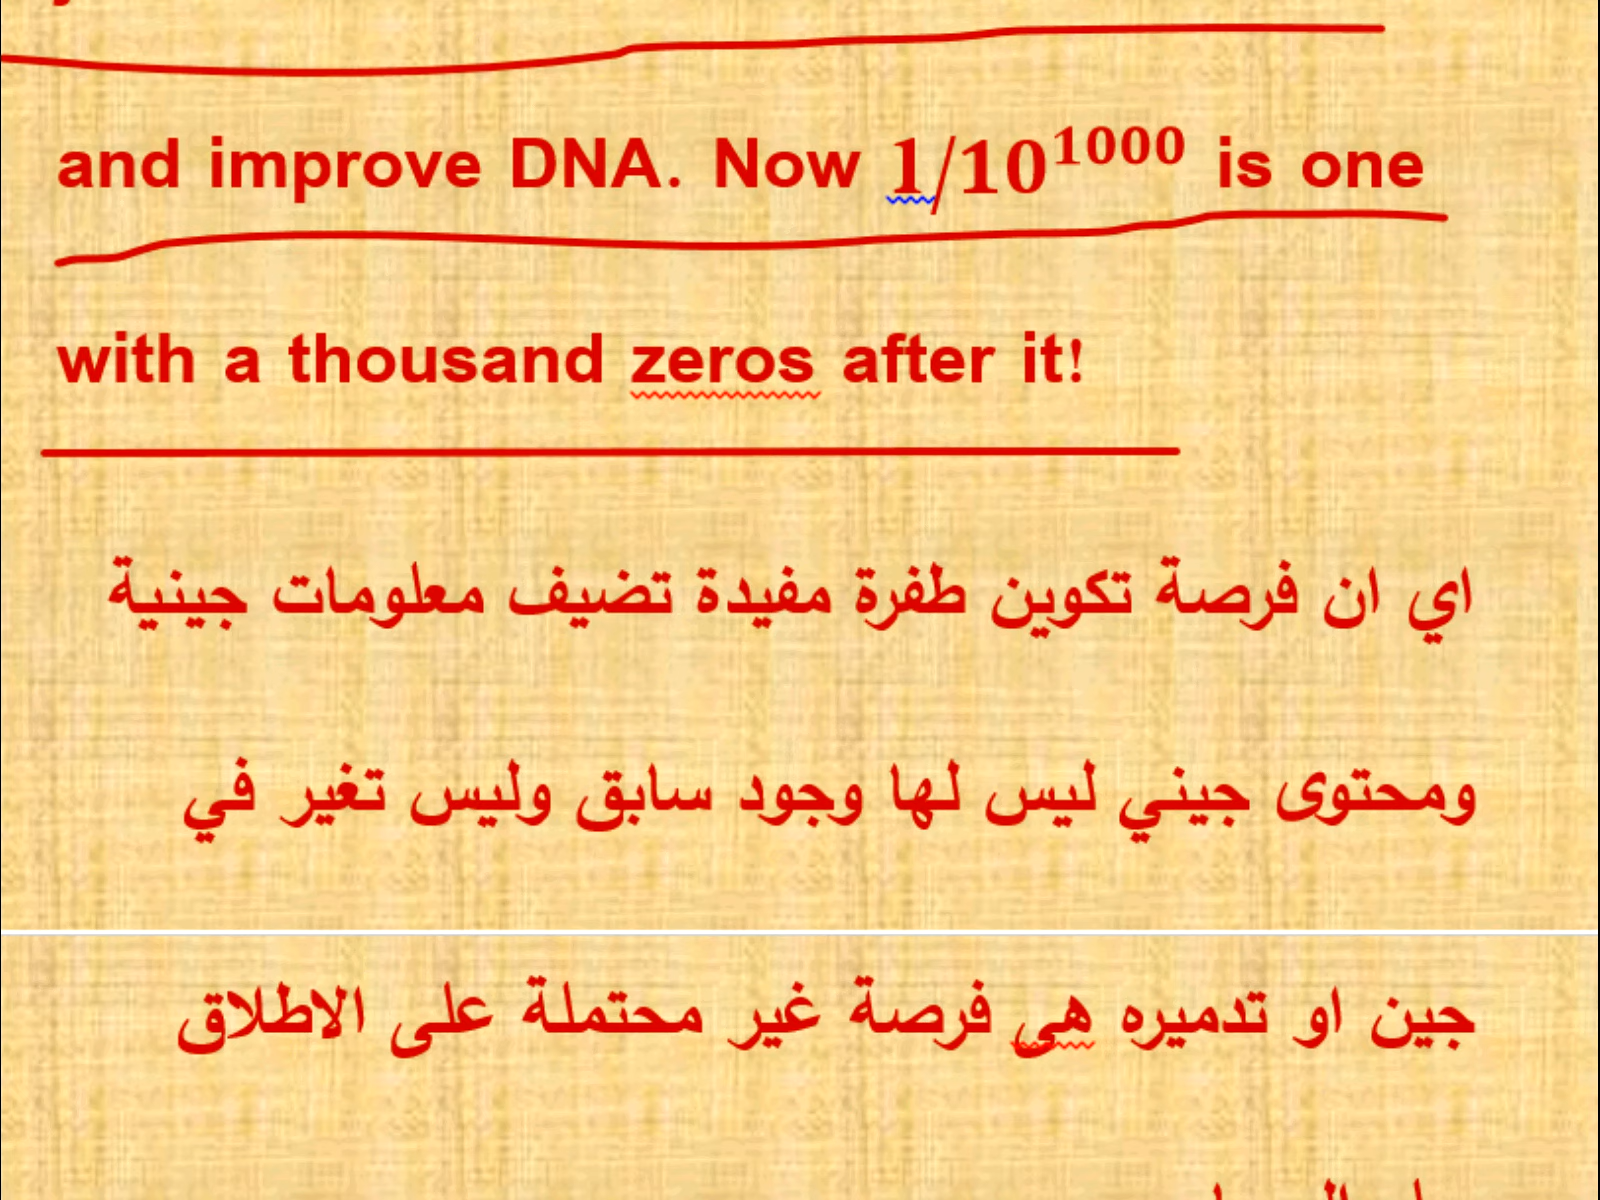 and improve DNA. Now 1/10¹⁰⁰⁰ is one
with a thousand zeros after it!
اي ان فرصة تكوين طفرة مفيدة تضيف معلومات جينية
ومحتوى جيني ليس لها وجود سابق وليس تغير في
جين او تدميره هي فرصة غير محتملة على الاطلاق